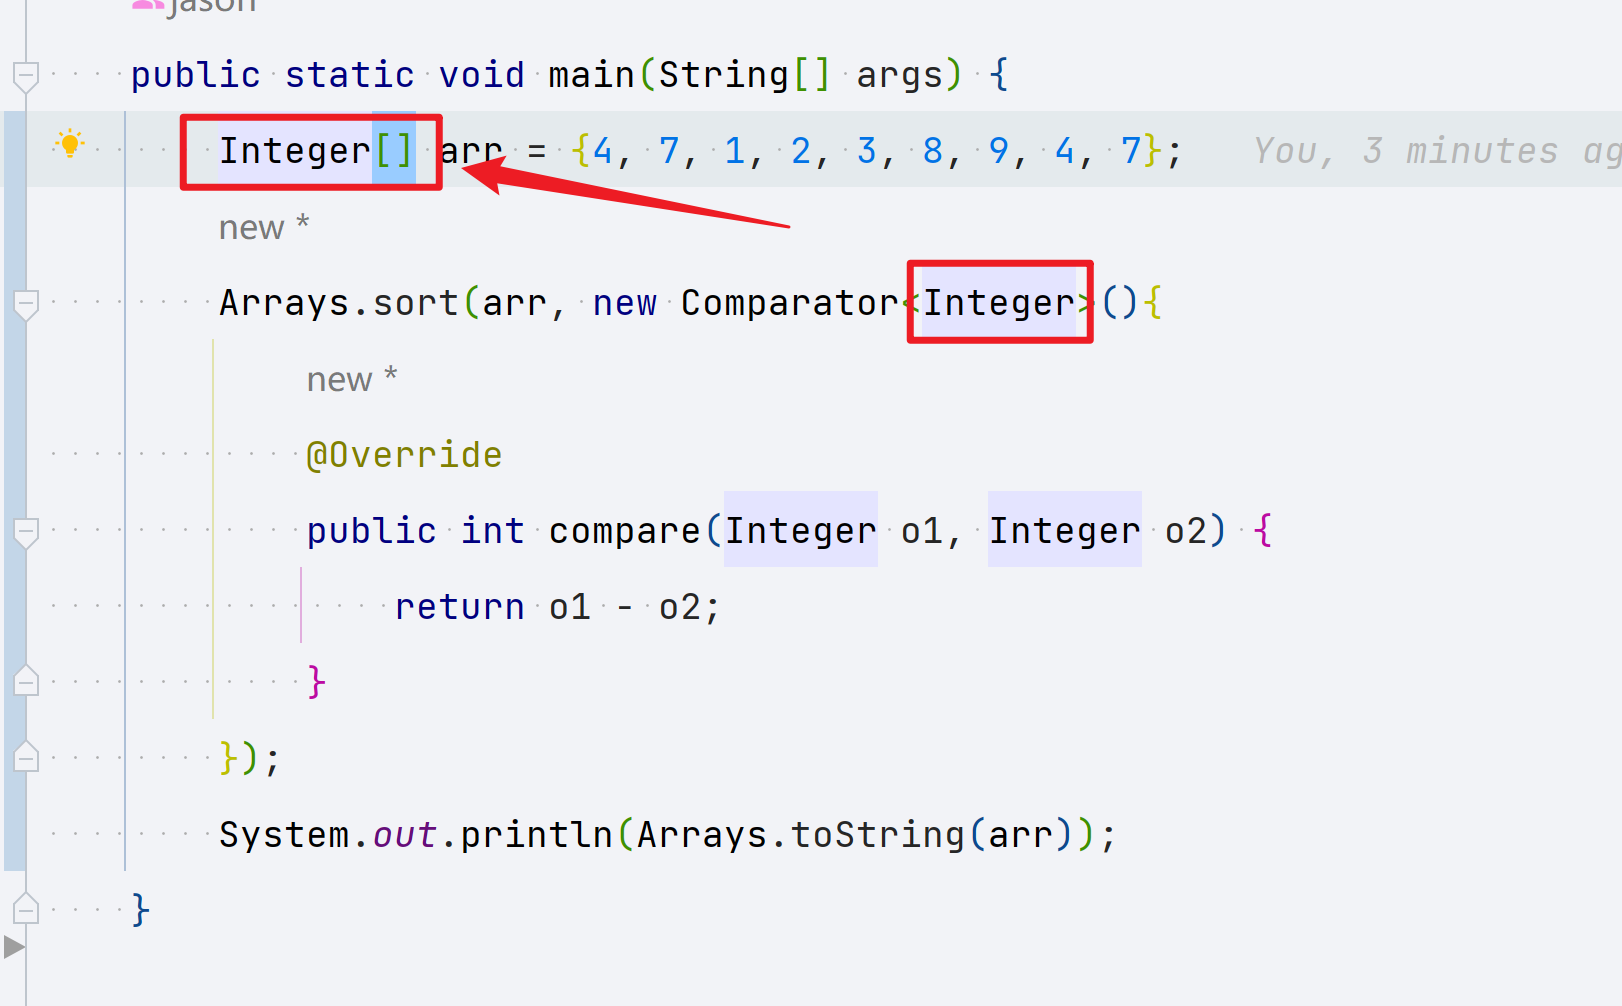 jason
public static void main(String[] args) {
Integer[] arr = {4, 7, 1, 2, 3, 8, 9, 4, 7}; You, 3 minutes ag
new *
Arrays.sort(arr, new Comparator<Integer>(){
new *
@Override
public int compare(Integer o1, Integer o2) {
return o1 - o2;
}
});
System.out.println(Arrays.toString(arr));
}